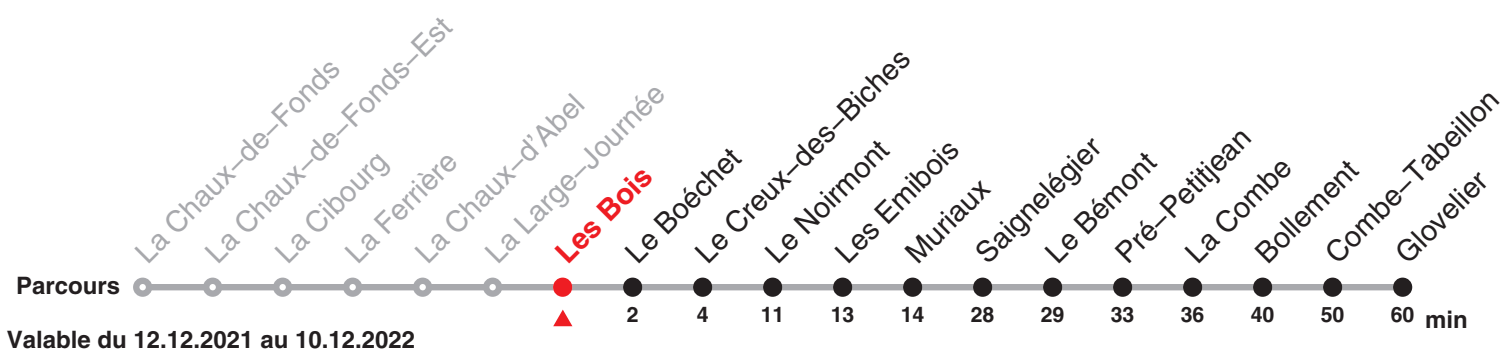 La Chaux–de–Fonds
La Chaux–de–Fonds–Est
La Cibourg
La Ferrière
La Chaux–d'Abel
La Large–Journée
Les Bois
Le Boéchet
Le Creux–des–Biches
Le Noirmont
Les Emibois
Muriaux
Saignelégier
Le Bémont
Pré–Petitjean
La Combe
Bollement
Combe–Tabeillon
Glovelier
Parcours
2 4 11 13 14 28 29 33 36 40 50 60 min
Valable du 12.12.2021 au 10.12.2022